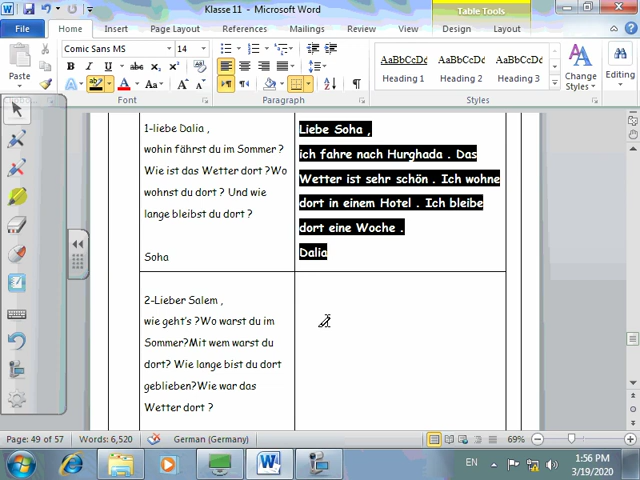 Klasse 11 - Microsoft Word
Table Tools
File
Home
Insert
Page Layout
References
Mailings
Review
View
Design
Layout
Paste
Comic Sans MS
14
Font
Paragraph
AaBbCcDc
AaBbCcDc
AaBbCcDc
Heading 1
Heading 2
Heading 3
Change
Styles
Editing
Styles
1-liebe Dalia ,
wohin fährst du im Sommer ?
Wie ist das Wetter dort ?Wo
wohnst du dort ? Und wie
lange bleibst du dort ?
Soha
Liebe Soha ,
ich fahre nach Hurghada . Das
Wetter ist sehr schön . Ich wohne
dort in einem Hotel . Ich bleibe
dort eine Woche .
Dalia
2-Lieber Salem ,
wie geht's ?Wo warst du im
Sommer?Mit wem warst du
dort? Wie lange bist du dort
geblieben?Wie war das
Wetter dort ?
Page: 49 of 57
Words: 6,520
German (Germany)
69%
EN
1:56 PM
3/19/2020